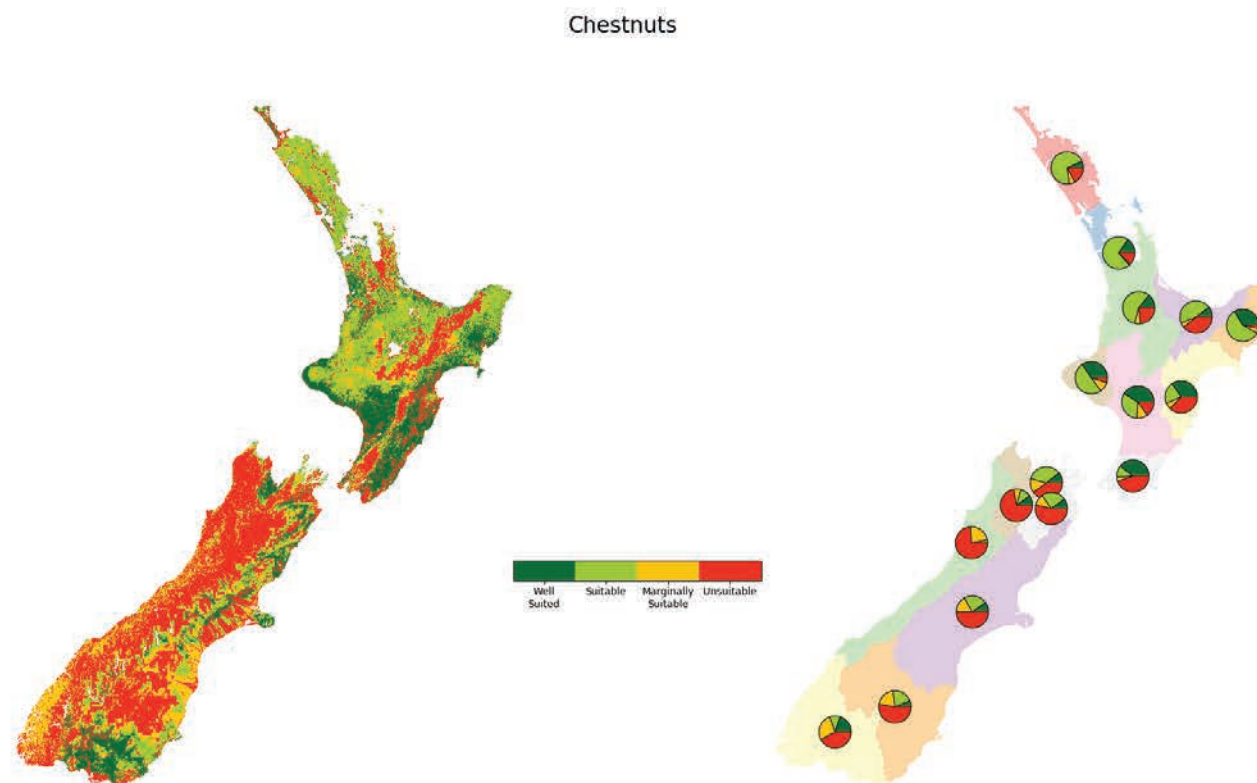 Chestnuts
Well
Suited
Suitable
Marginally
Suitable
Unsuitable